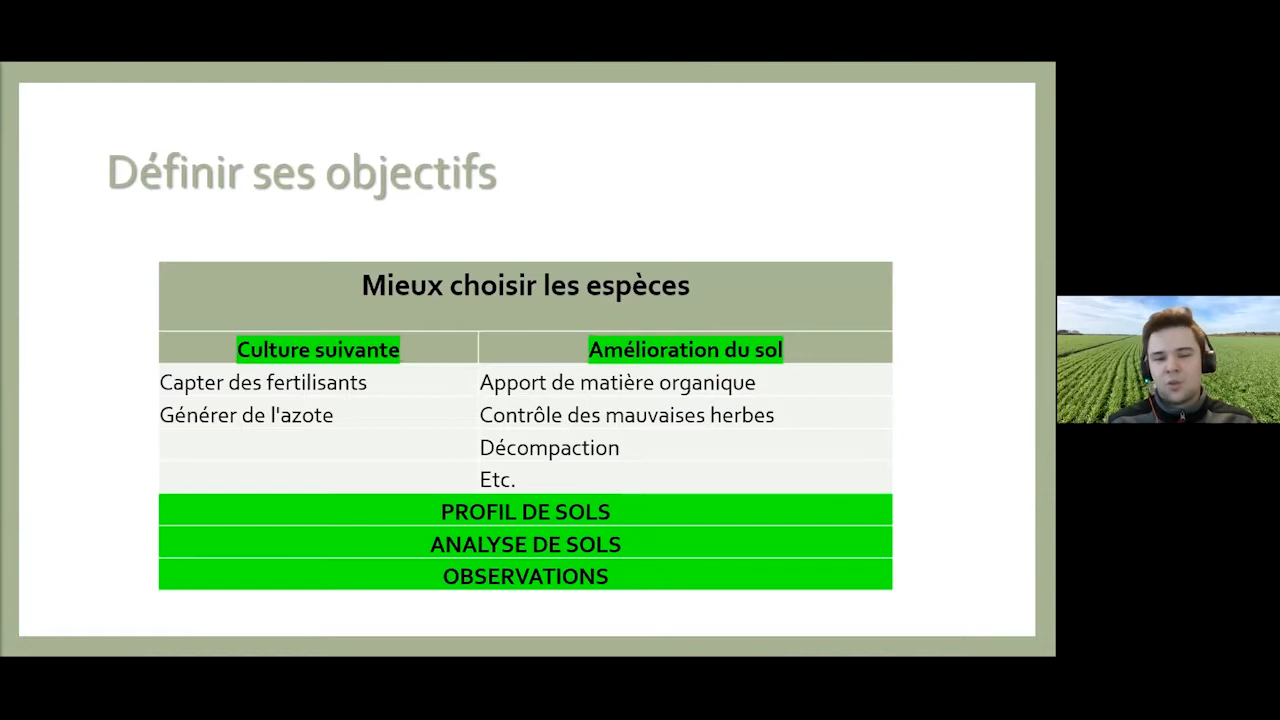 Définir ses objectifs
Mieux choisir les espèces
Culture suivante
Amélioration du sol
Capter des fertilisants
Apport de matière organique
Générer de l'azote
Contrôle des mauvaises herbes
Décompaction
Etc.
PROFIL DE SOLS
ANALYSE DE SOLS
OBSERVATIONS